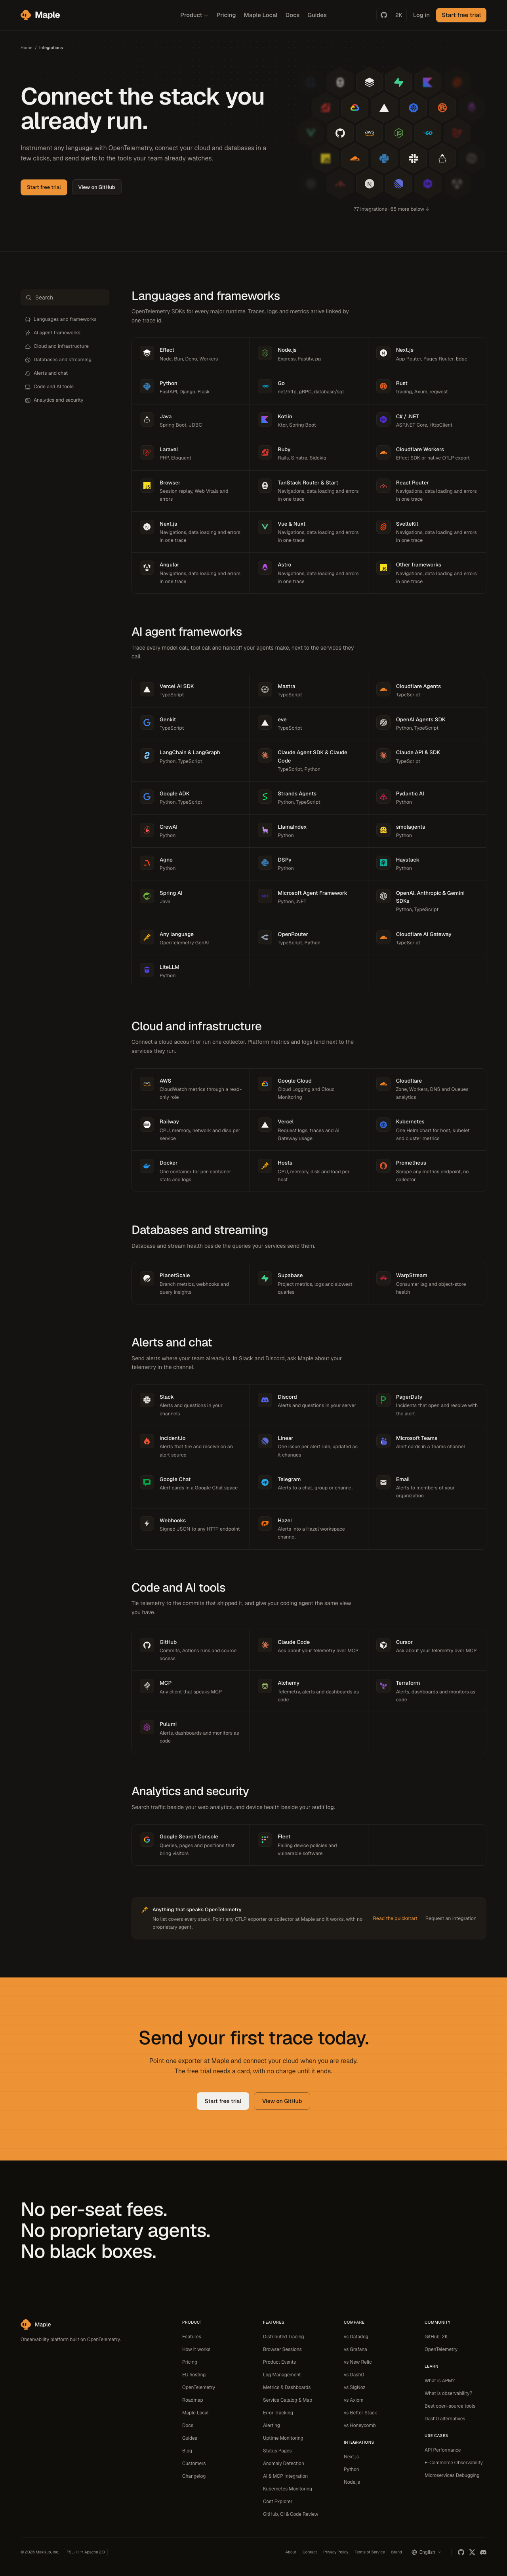 Maple
Product
Pricing
Maple Local
Docs
Guides
2K
Log in
Start free trial
Home / Integrations
Connect the stack you
already run.
Instrument any language with OpenTelemetry, connect your cloud and databases in a
few clicks, and send alerts to the tools your team already watches.
Start free trial
View on GitHub
77 integrations · 65 more below ↓
Search
Languages and frameworks
AI agent frameworks
Cloud and infrastructure
Databases and streaming
Alerts and chat
Code and AI tools
Analytics and security
Languages and frameworks
OpenTelemetry SDKs for every major runtime. Traces, logs and metrics arrive linked by
one trace id.
Effect
Node, Bun, Deno, Workers
Node.js
Express, Fastify, pg
Next.js
App Router, Pages Router, Edge
Python
FastAPI, Django, Flask
Go
net/http, gRPC, database/sql
Rust
tracing, Axum, reqwest
Java
Spring Boot, JDBC
Kotlin
Ktor, Spring Boot
C# / .NET
ASP.NET Core, HttpClient
Laravel
PHP, Eloquent
Ruby
Rails, Sinatra, Sidekiq
Cloudflare Workers
Effect SDK or native OTLP export
Browser
Session replay, Web Vitals and
errors
TanStack Router & Start
Navigations, data loading and errors
in one trace
React Router
Navigations, data loading and errors
in one trace
Next.js
Navigations, data loading and errors
in one trace
Vue & Nuxt
Navigations, data loading and errors
in one trace
SvelteKit
Navigations, data loading and errors
in one trace
Angular
Navigations, data loading and errors
in one trace
Astro
Navigations, data loading and errors
in one trace
Other frameworks
Navigations, data loading and errors
in one trace
AI agent frameworks
Trace every model call, tool call and handoff your agents make, next to the services they
call.
Vercel AI SDK
TypeScript
Mastra
TypeScript
Cloudflare Agents
TypeScript
Genkit
TypeScript
eve
TypeScript
OpenAI Agents SDK
Python, TypeScript
LangChain & LangGraph
Python, TypeScript
Claude Agent SDK & Claude
Code
TypeScript, Python
Claude API & SDK
TypeScript
Google ADK
Python, TypeScript
Strands Agents
Python, TypeScript
Pydantic AI
Python
CrewAI
Python
LlamaIndex
Python
smolagents
Python
Agno
Python
DSPy
Python
Haystack
Python
Spring AI
Java
Microsoft Agent Framework
Python, .NET
OpenAI, Anthropic & Gemini
SDKs
Python, TypeScript
Any language
OpenTelemetry GenAI
OpenRouter
TypeScript, Python
Cloudflare AI Gateway
TypeScript
LiteLLM
Python
Cloud and infrastructure
Connect a cloud account or run one collector. Platform metrics and logs land next to the
services they run.
AWS
CloudWatch metrics through a read-
only role
Google Cloud
Cloud Logging and Cloud
Monitoring
Cloudflare
Zone, Workers, DNS and Queues
analytics
Railway
CPU, memory, network and disk per
service
Vercel
Request logs, traces and AI
Gateway usage
Kubernetes
One Helm chart for host, kubelet
and cluster metrics
Docker
One container for per-container
stats and logs
Hosts
CPU, memory, disk and load per
host
Prometheus
Scrape any metrics endpoint, no
collector
Databases and streaming
Database and stream health beside the queries your services send them.
PlanetScale
Branch metrics, webhooks and
query insights
Supabase
Project metrics, logs and slowest
queries
WarpStream
Consumer lag and object-store
health
Alerts and chat
Send alerts where your team already is. In Slack and Discord, ask Maple about your
telemetry in the channel.
Slack
Alerts and questions in your
channels
Discord
Alerts and questions in your server
PagerDuty
Incidents that open and resolve with
the alert
incident.io
Alerts that fire and resolve on an
alert source
Linear
One issue per alert rule, updated as
it changes
Microsoft Teams
Alert cards in a Teams channel
Google Chat
Alert cards in a Google Chat space
Telegram
Alerts to a chat, group or channel
Email
Alerts to members of your
organization
Webhooks
Signed JSON to any HTTP endpoint
Hazel
Alerts into a Hazel workspace
channel
Code and AI tools
Tie telemetry to the commits that shipped it, and give your coding agent the same view
you have.
GitHub
Commits, Actions runs and source
access
Claude Code
Ask about your telemetry over MCP
Cursor
Ask about your telemetry over MCP
MCP
Any client that speaks MCP
Alchemy
Telemetry, alerts and dashboards as
code
Terraform
Alerts, dashboards and monitors as
code
Pulumi
Alerts, dashboards and monitors as
code
Analytics and security
Search traffic beside your web analytics, and device health beside your audit log.
Google Search Console
Queries, pages and positions that
bring visitors
Fleet
Failing device policies and
vulnerable software
Anything that speaks OpenTelemetry
No list covers every stack. Point any OTLP exporter or collector at Maple and it works, with no
proprietary agent.
Read the quickstart
Request an integration
Send your first trace today.
Point one exporter at Maple and connect your cloud when you are ready.
The free trial needs a card, with no charge until it ends.
Start free trial
View on GitHub
No per-seat fees.
No proprietary agents.
No black boxes.
Maple
Observability platform built on OpenTelemetry.
PRODUCT
Features
Pricing
How it works
EU hosting
OpenTelemetry
Roadmap
Maple Local
Docs
Guides
Blog
Customers
Changelog
FEATURES
Distributed Tracing
Browser Sessions
Product Events
Log Management
Metrics & Dashboards
Service Catalog & Map
Error Tracking
Alerting
Uptime Monitoring
Status Pages
Anomaly Detection
AI & MCP Integration
Kubernetes Monitoring
Cost Explorer
GitHub, CI & Code Review
COMPARE
vs Datadog
vs Grafana
vs New Relic
vs Dash0
vs SigNoz
vs Axiom
vs Better Stack
vs Honeycomb
INTEGRATIONS
Next.js
Python
Node.js
COMMUNITY
GitHub 2K
OpenTelemetry
LEARN
What is APM?
What is observability?
Best open-source tools
Dash0 alternatives
USE CASES
API Performance
E-Commerce Observability
Microservices Debugging
© 2026 Makisuo, Inc.
About
Contact
Privacy Policy
Terms of Service
Brand
English